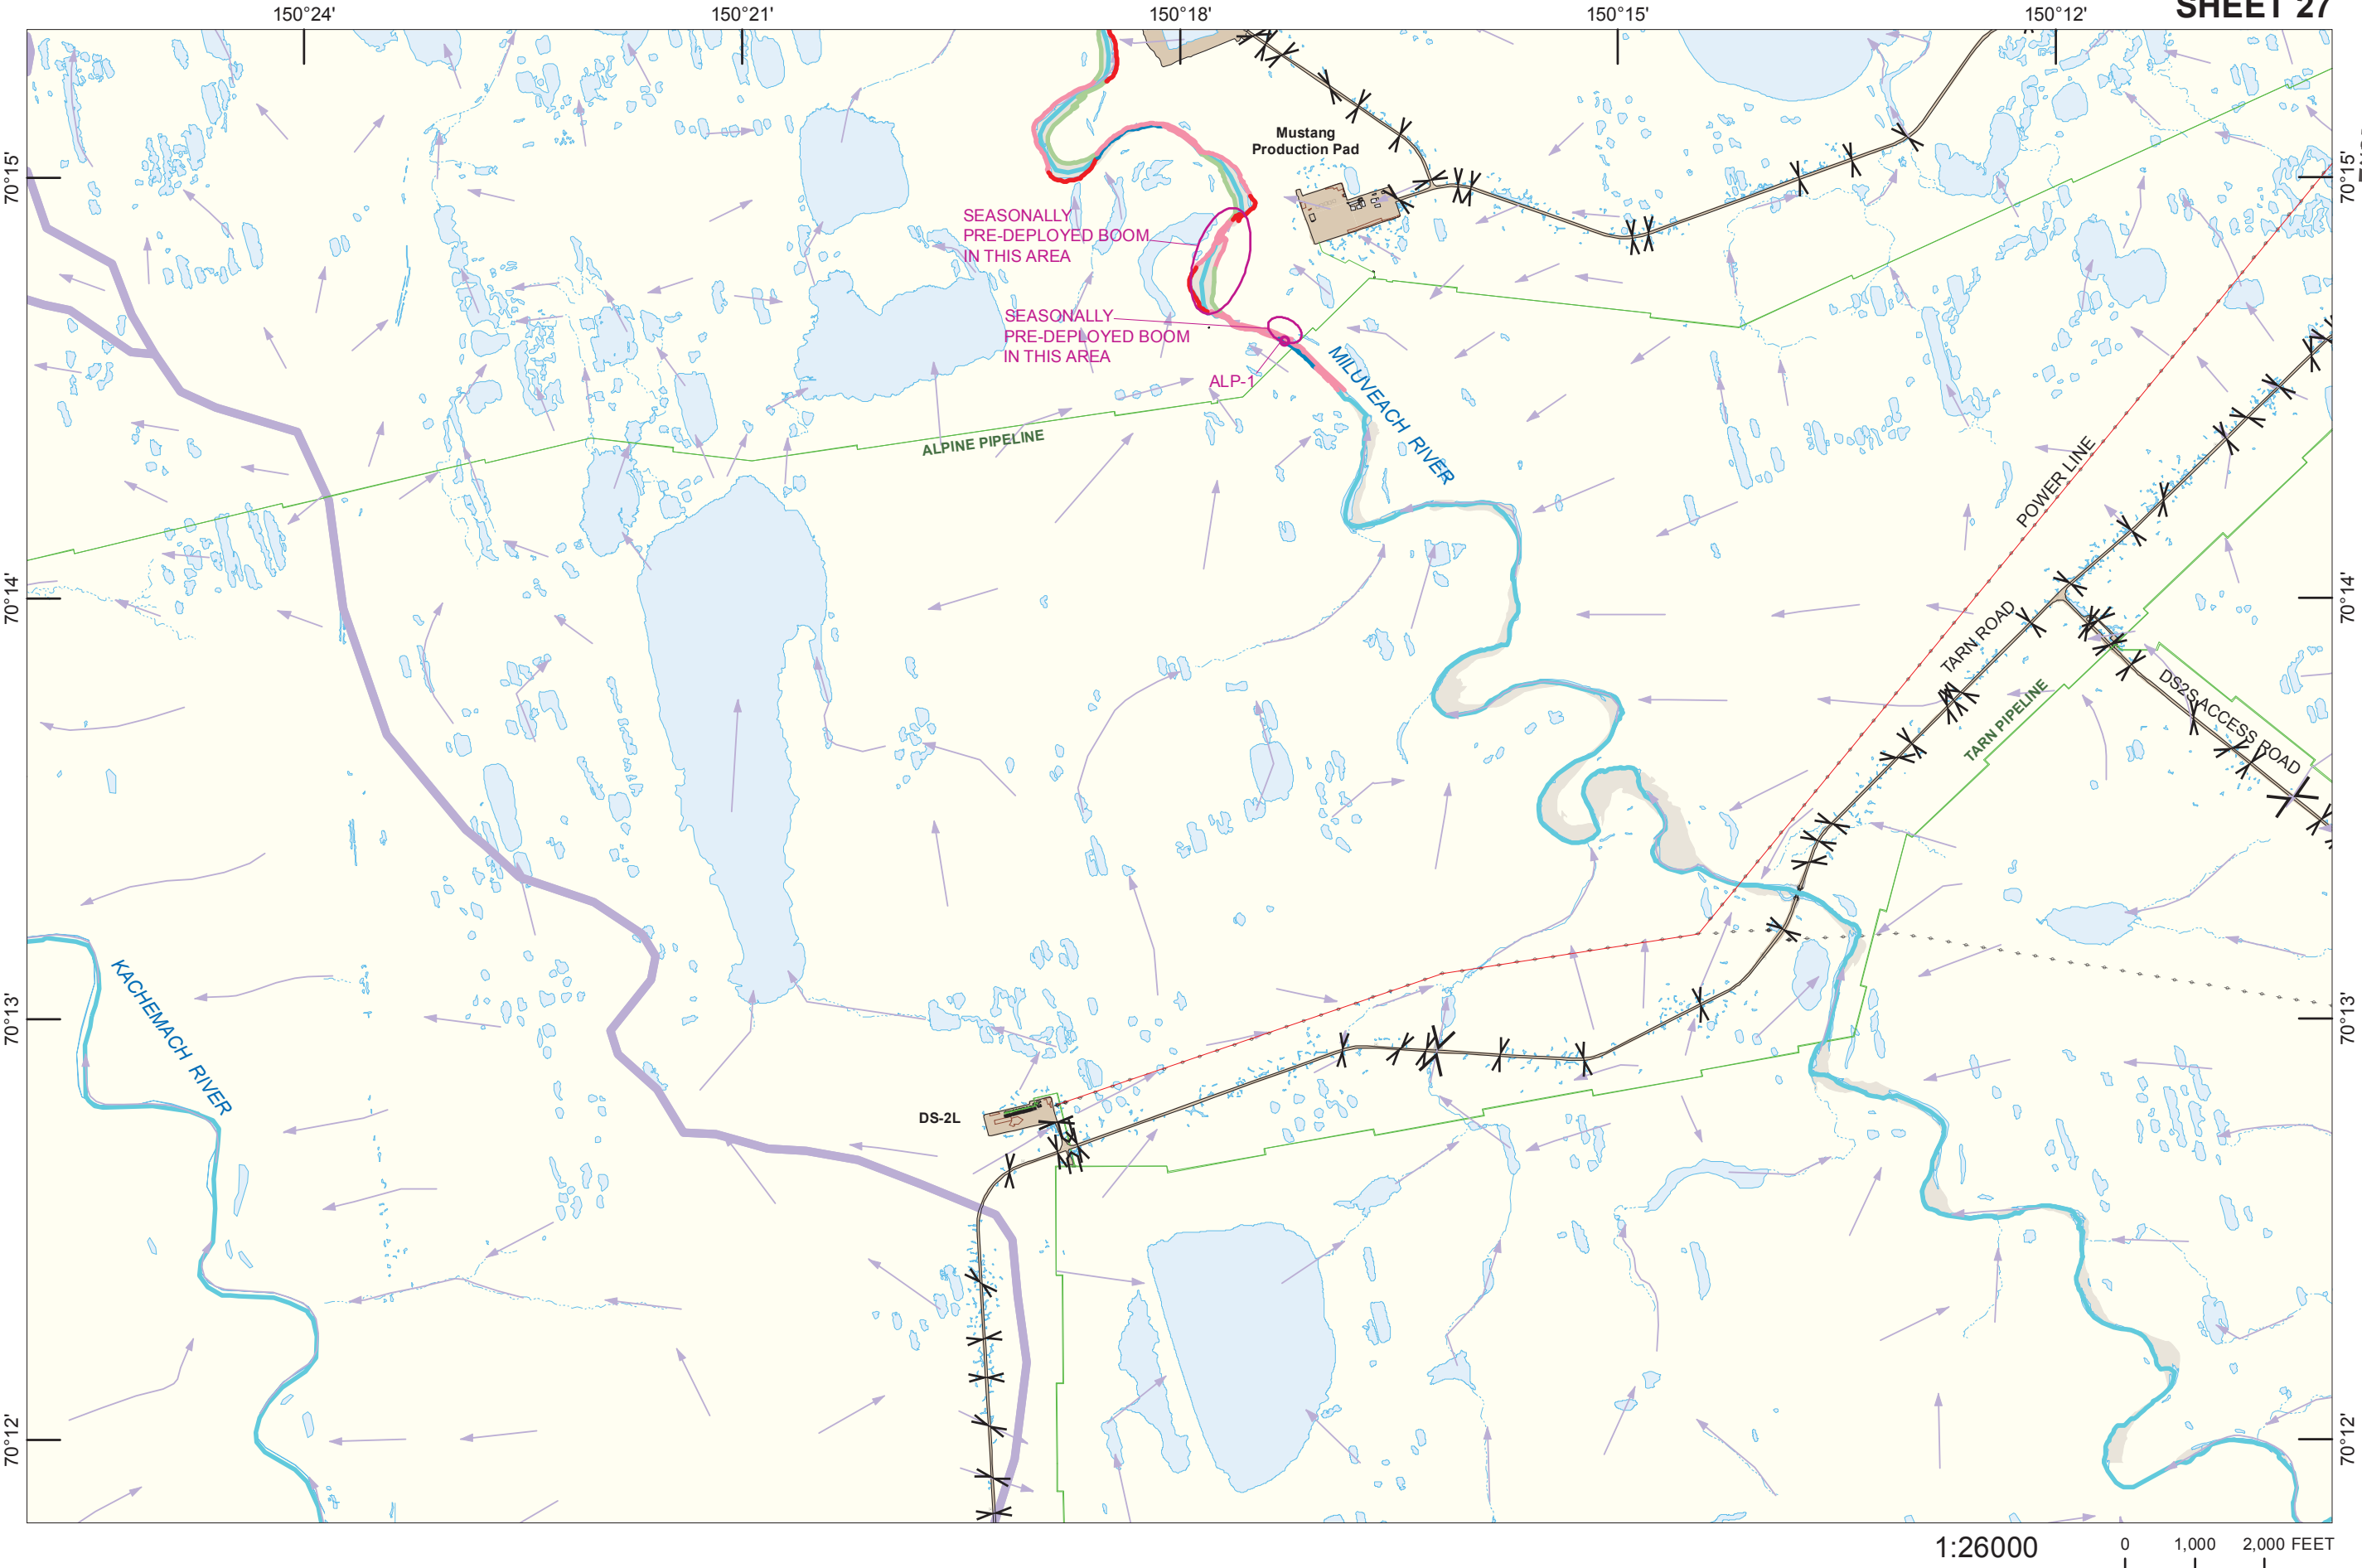 SHEET 27
150°24'
150°21'
150°18'
150°15'
150°12'
70°15'
70°15'
Mustang
Production Pad
SEASONALLY
PRE-DEPLOYED BOOM
IN THIS AREA
SEASONALLY
PRE-DEPLOYED BOOM
IN THIS AREA
ALP-1
MILUVEACH RIVER
ALPINE PIPELINE
POWER LINE
70°14'
70°14'
TARN ROAD
TARN PIPELINE
DS2S ACCESS ROAD
KACHEMACH RIVER
70°13'
70°13'
DS-2L
70°12'
70°12'
1:26000
0 1,000 2,000 FEET